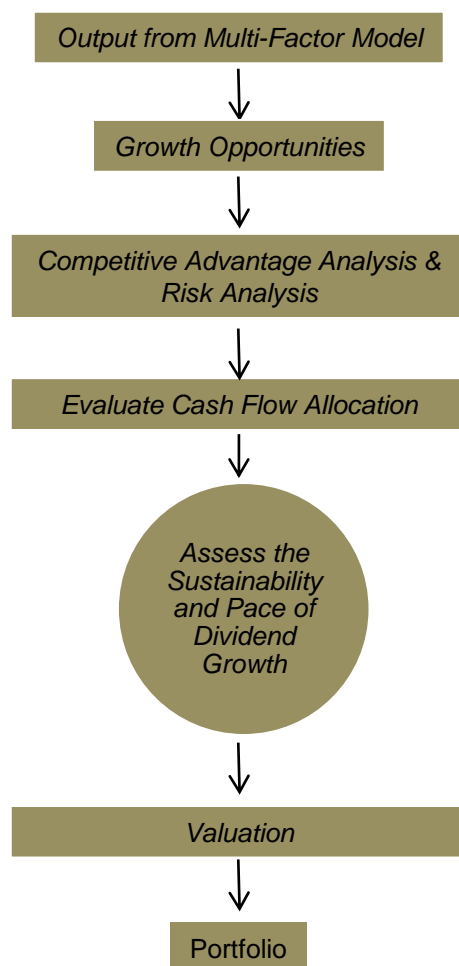 Output from Multi-Factor Model
Growth Opportunities
Competitive Advantage Analysis &
Risk Analysis
Evaluate Cash Flow Allocation
Assess the
Sustainability
and Pace of
Dividend
Growth
Valuation
Portfolio